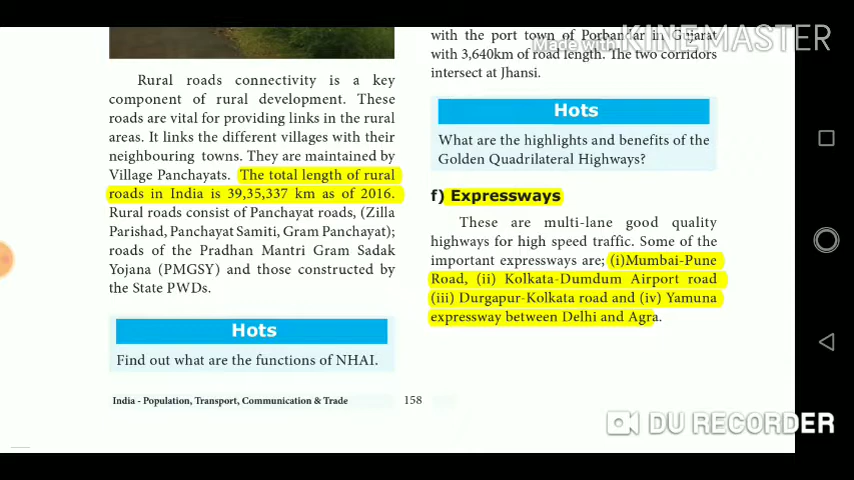 Rural roads connectivity is a key
component of rural development. These
roads are vital for providing links in the rural
areas. It links the different villages with their
neighbouring towns. They are maintained by
Village Panchayats. The total length of rural
roads in India is 39,35,337 km as of 2016.
Rural roads consist of Panchayat roads, (Zilla
Parishad, Panchayat Samiti, Gram Panchayat);
roads of the Pradhan Mantri Gram Sadak
Yojana (PMGSY) and those constructed by
the State PWDs.
Hots
Find out what are the functions of NHAI.
with the port town of Porbandar in Gujarat
with 3,640km of road length. The two corridors
intersect at Jhansi.
Hots
What are the highlights and benefits of the
Golden Quadrilateral Highways?
f) Expressways
These are multi-lane good quality
highways for high speed traffic. Some of the
important expressways are; (i)Mumbai-Pune
Road, (ii) Kolkata-Dumdum Airport road
(iii) Durgapur-Kolkata road and (iv) Yamuna
expressway between Delhi and Agra.
India - Population, Transport, Communication & Trade 158
Made with KINEMASTER
DU RECORDER